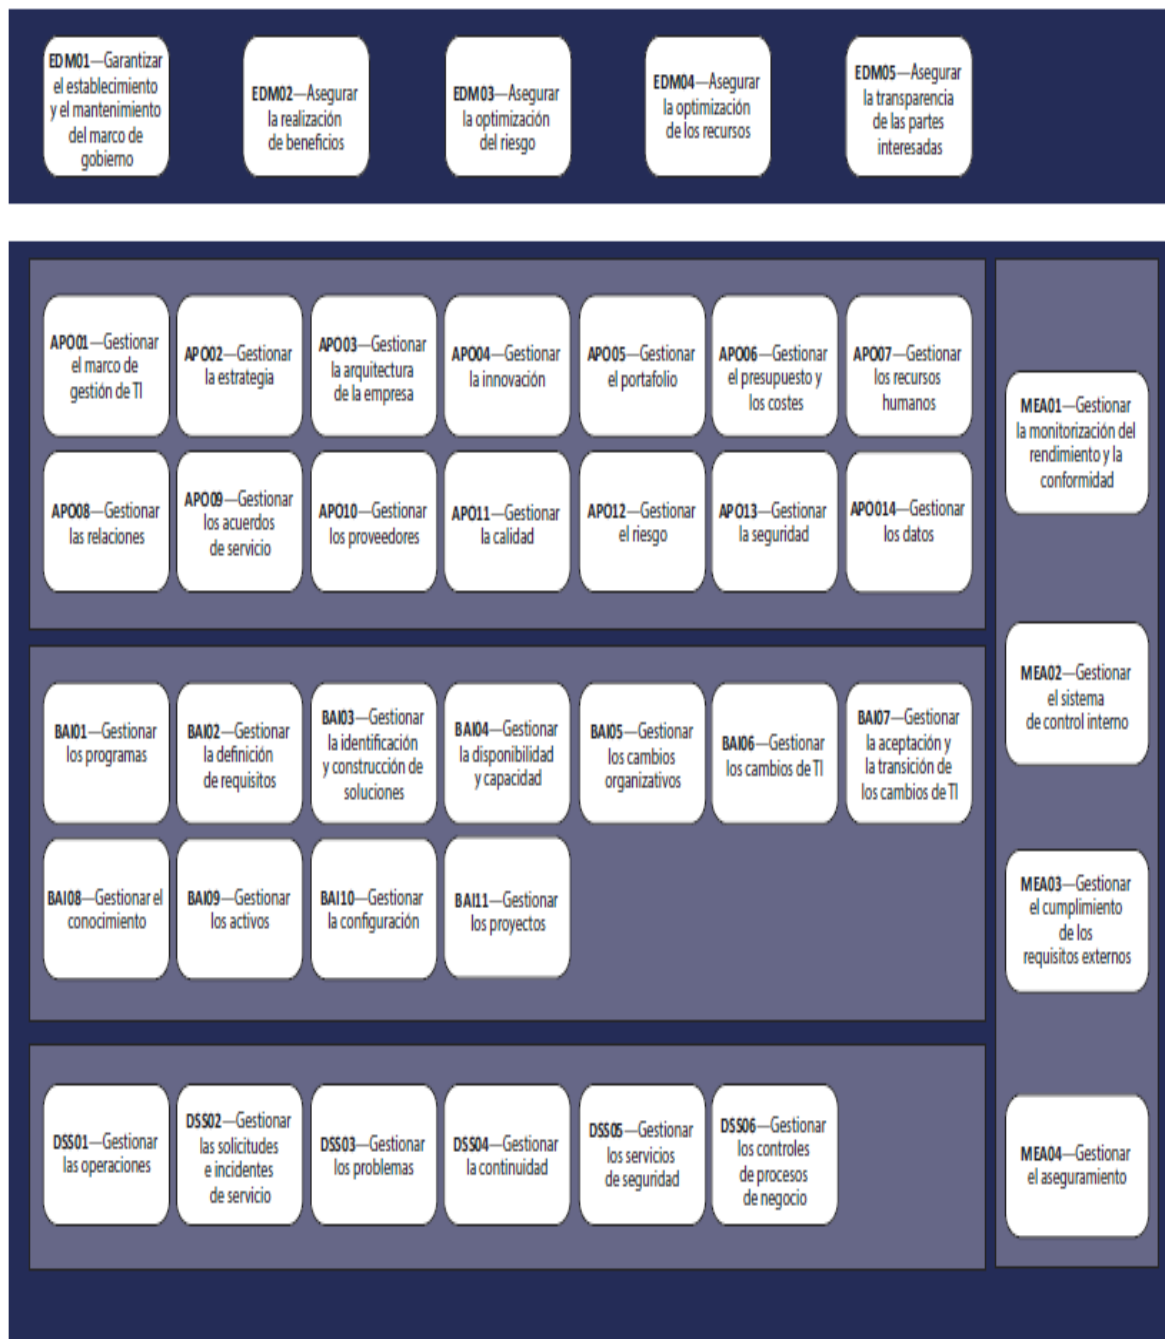 EDM01—Garantizar
el establecimiento
y el mantenimiento
del marco de
gobierno
EDM02—Asegurar
la realización
de beneficios
EDM03—Asegurar
la optimización
del riesgo
EDM04—Asegurar
la optimización
de los recursos
EDM05—Asegurar
la transparencia
de las partes
interesadas
APO01—Gestionar
el marco de
gestión de TI
APO02—Gestionar
la estrategia
APO03—Gestionar
la arquitectura
de la empresa
APO04—Gestionar
la innovación
APO05—Gestionar
el portafolio
APO06—Gestionar
el presupuesto y
los costes
APO07—Gestionar
los recursos
humanos
APO08—Gestionar
las relaciones
APO09—Gestionar
los acuerdos
de servicio
APO10—Gestionar
los proveedores
APO11—Gestionar
la calidad
APO12—Gestionar
el riesgo
APO13—Gestionar
la seguridad
APO014—Gestionar
los datos
BAI01—Gestionar
los programas
BAI02—Gestionar
la definición
de requisitos
BAI03—Gestionar
la identificación
y construcción de
soluciones
BAI04—Gestionar
la disponibilidad
y capacidad
BAI05—Gestionar
los cambios
organizativos
BAI06—Gestionar
los cambios de TI
BAI07—Gestionar
la aceptación y
la transición de
los cambios de TI
BAI08—Gestionar el
conocimiento
BAI09—Gestionar
los activos
BAI10—Gestionar
la configuración
BAI11—Gestionar
los proyectos
DSS01—Gestionar
las operaciones
DSS02—Gestionar
las solicitudes
e incidentes
de servicio
DSS03—Gestionar
los problemas
DSS04—Gestionar
la continuidad
DSS05—Gestionar
los servicios
de seguridad
DSS06—Gestionar
los controles
de procesos
de negocio
MEA01—Gestionar
la monitorización del
rendimiento y la
conformidad
MEA02—Gestionar
el sistema
de control interno
MEA03—Gestionar
el cumplimiento
de los
requisitos externos
MEA04—Gestionar
el aseguramiento